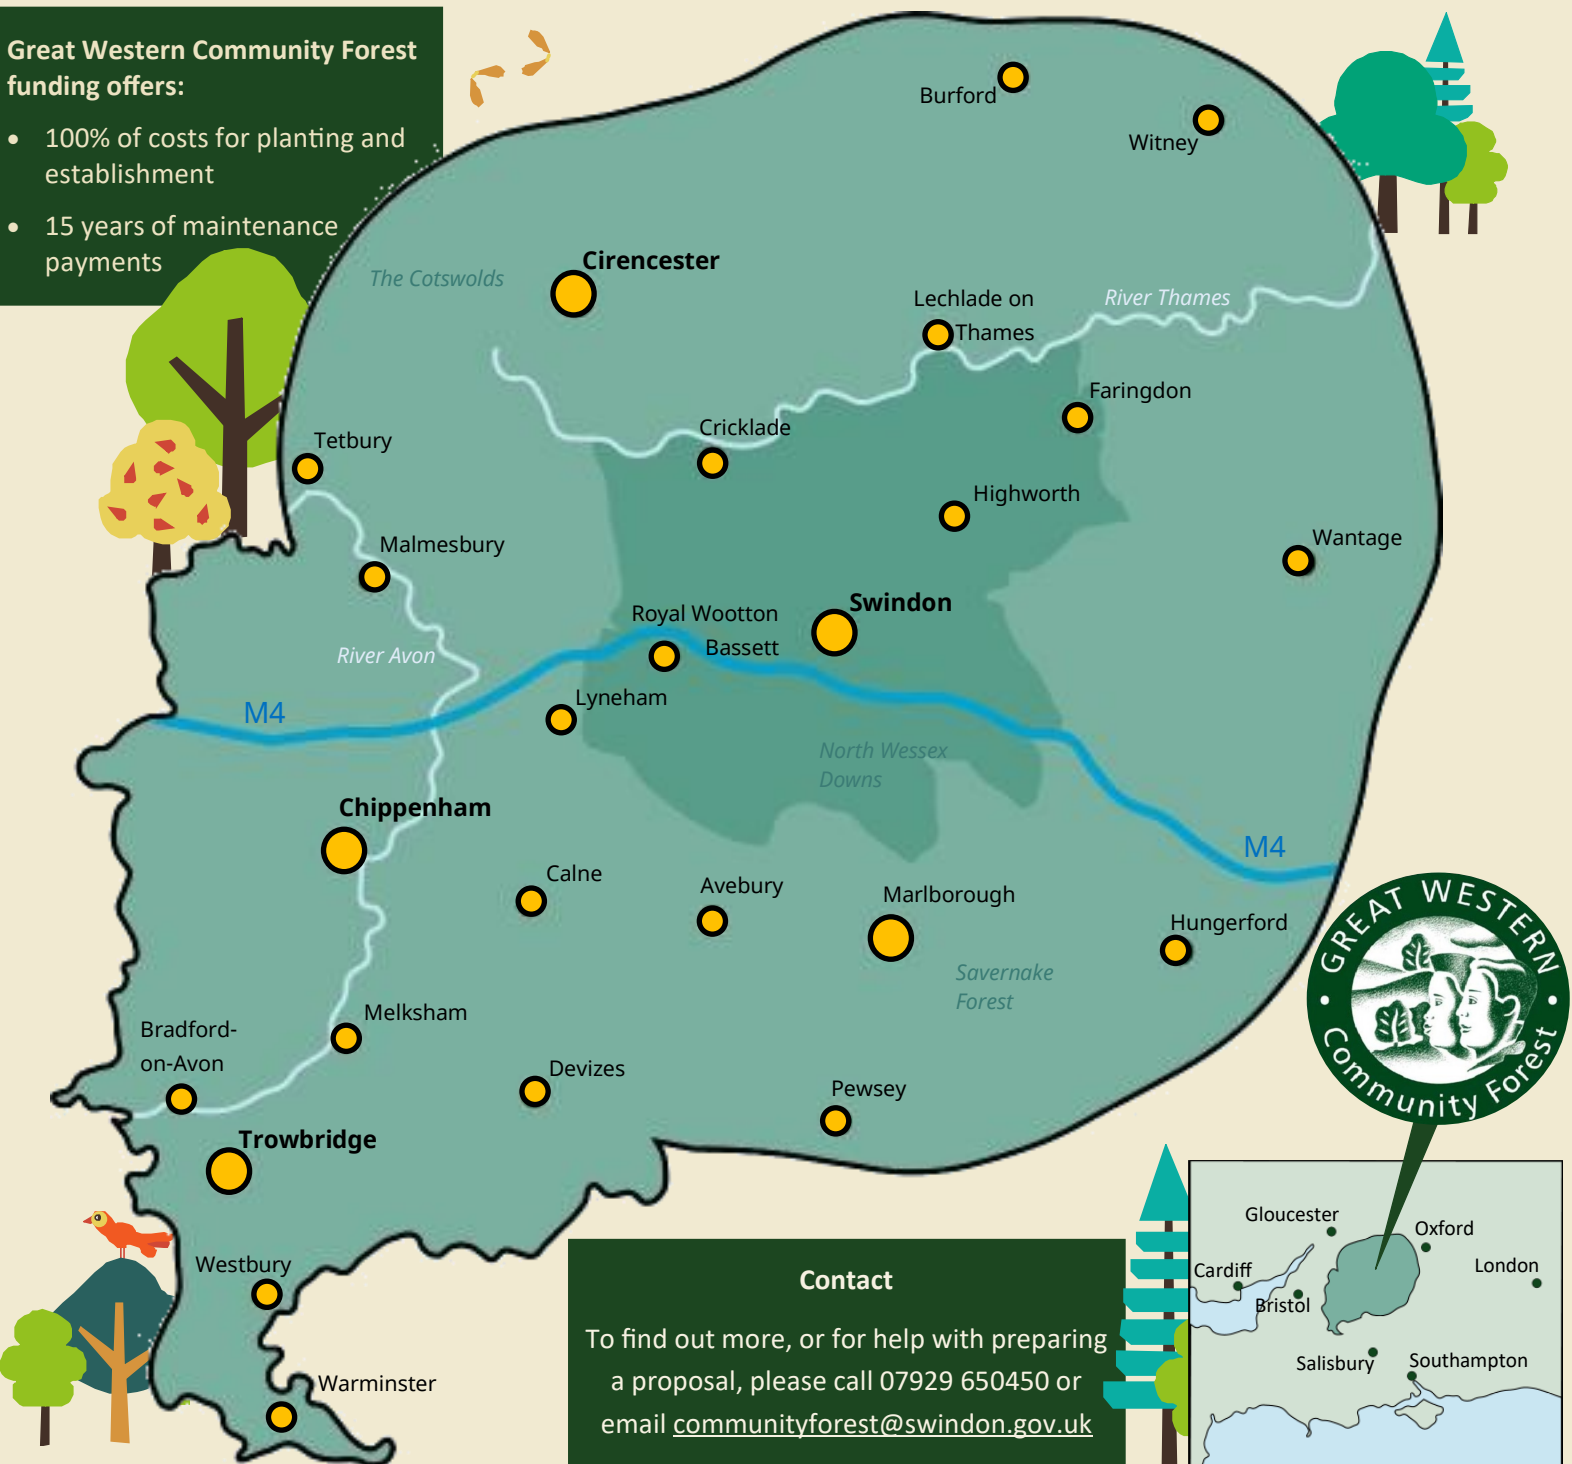 Great Western Community Forest
funding offers:
• 100% of costs for planting and
establishment
• 15 years of maintenance
payments
Burford
Witney
The Cotswolds
Cirencester
Lechlade on
Thames
River Thames
Faringdon
Cricklade
Tetbury
Highworth
Malmesbury
Wantage
Royal Wootton
Bassett
Swindon
River Avon
Lyneham
M4
North Wessex
Downs
Chippenham
M4
Calne
Avebury
Marlborough
Hungerford
Savernake
Forest
GREAT WESTERN
Community Forest
Melksham
Bradford-
on-Avon
Devizes
Pewsey
Trowbridge
Westbury
Warminster
Contact
To find out more, or for help with preparing
a proposal, please call 07929 650450 or
email communityforest@swindon.gov.uk
Gloucester
Oxford
London
Cardiff
Bristol
Salisbury
Southampton